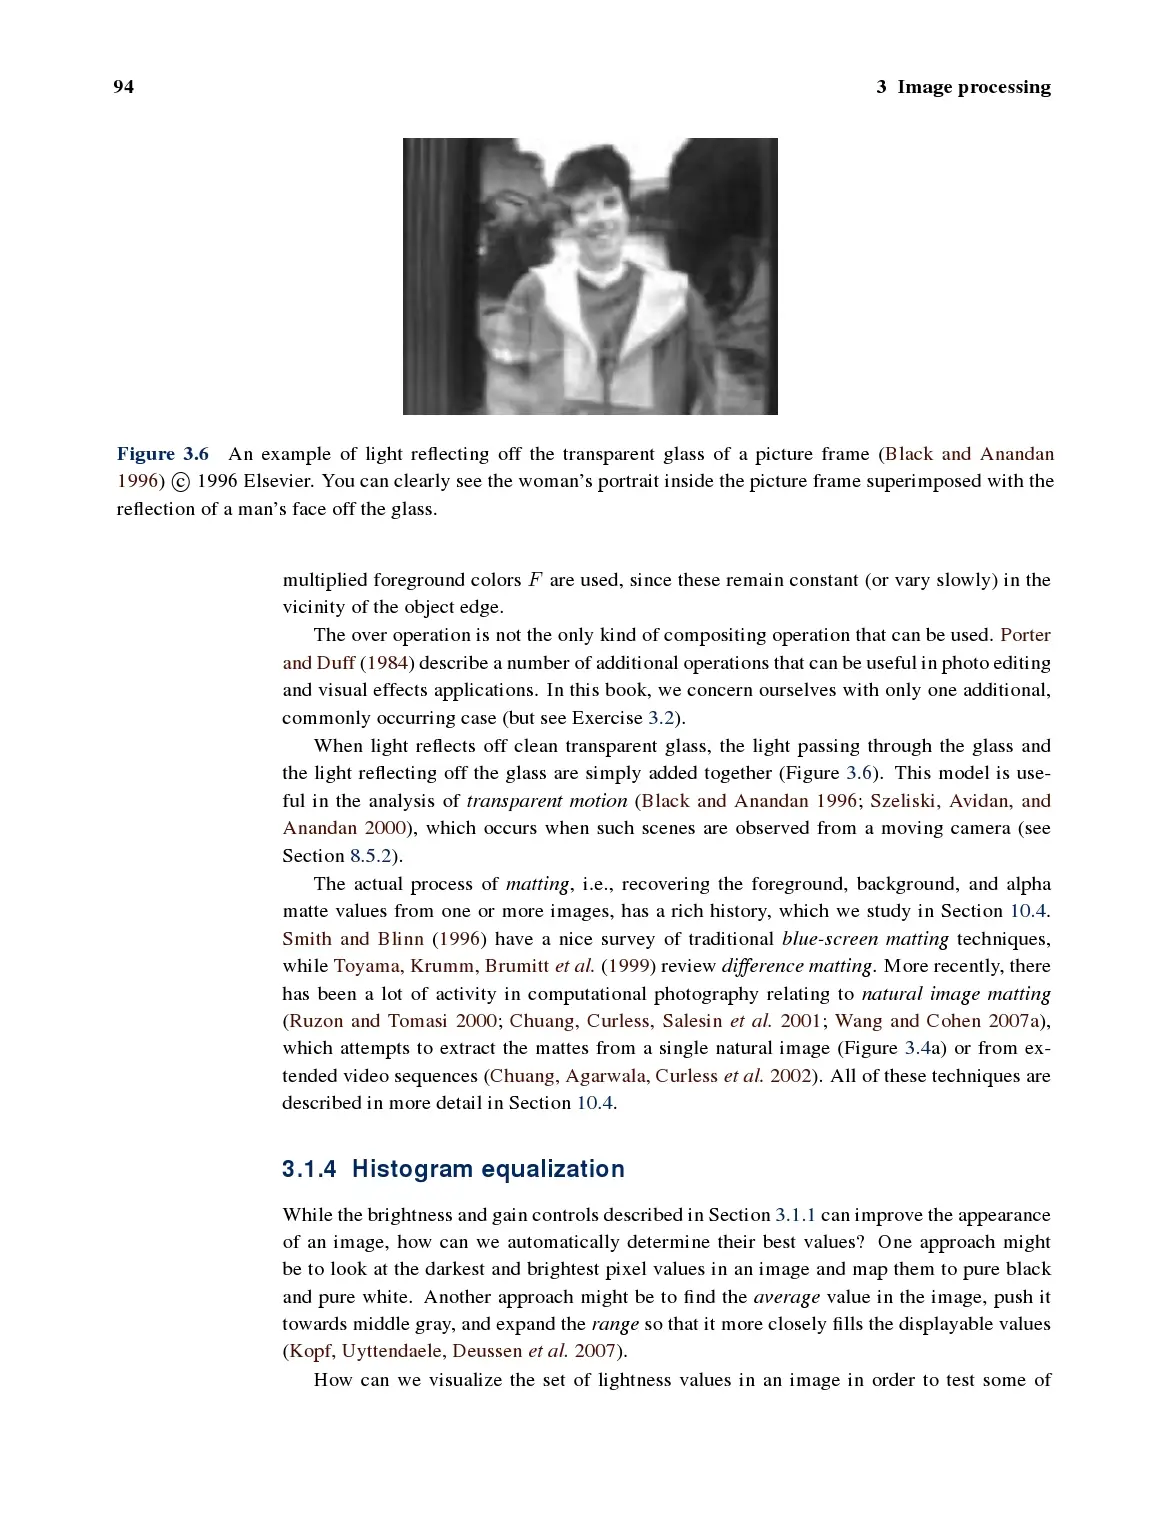 94
3 Image processing
Figure 3.6 An example of light reflecting off the transparent glass of a picture frame (Black and Anandan
1996) © 1996 Elsevier. You can clearly see the woman's portrait inside the picture frame superimposed with the
reflection of a man's face off the glass.
multiplied foreground colors F are used, since these remain constant (or vary slowly) in the
vicinity of the object edge.
The over operation is not the only kind of compositing operation that can be used. Porter
and Duff (1984) describe a number of additional operations that can be useful in photo editing
and visual effects applications. In this book, we concern ourselves with only one additional,
commonly occurring case (but see Exercise 3.2).
When light reflects off clean transparent glass, the light passing through the glass and
the light reflecting off the glass are simply added together (Figure 3.6). This model is use-
ful in the analysis of transparent motion (Black and Anandan 1996; Szeliski, Avidan, and
Anandan 2000), which occurs when such scenes are observed from a moving camera (see
Section 8.5.2).
The actual process of matting, i.e., recovering the foreground, background, and alpha
matte values from one or more images, has a rich history, which we study in Section 10.4.
Smith and Blinn (1996) have a nice survey of traditional blue-screen matting techniques,
while Toyama, Krumm, Brumitt et al. (1999) review difference matting. More recently, there
has been a lot of activity in computational photography relating to natural image matting
(Ruzon and Tomasi 2000; Chuang, Curless, Salesin et al. 2001; Wang and Cohen 2007a),
which attempts to extract the mattes from a single natural image (Figure 3.4a) or from ex-
tended video sequences (Chuang, Agarwala, Curless et al. 2002). All of these techniques are
described in more detail in Section 10.4.
3.1.4 Histogram equalization
While the brightness and gain controls described in Section 3.1.1 can improve the appearance
of an image, how can we automatically determine their best values? One approach might
be to look at the darkest and brightest pixel values in an image and map them to pure black
and pure white. Another approach might be to find the average value in the image, push it
towards middle gray, and expand the range so that it more closely fills the displayable values
(Kopf, Uyttendaele, Deussen et al. 2007).
How can we visualize the set of lightness values in an image in order to test some of